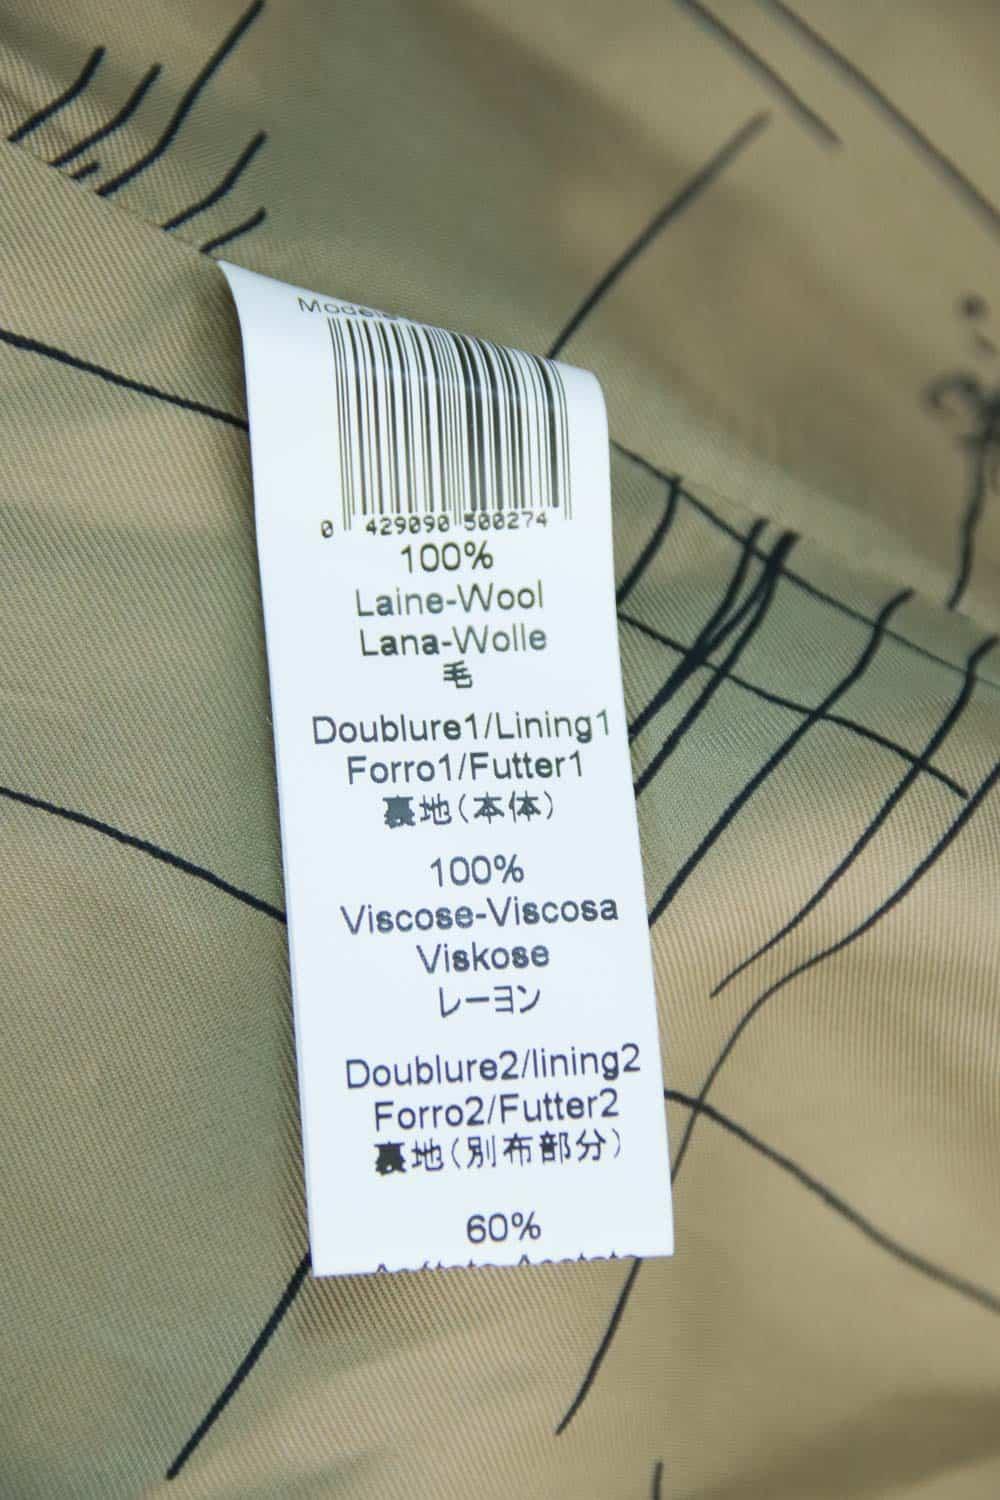 0 429090 500274
100%
Laine-Wool
Lana-Wolle
毛
Doublure1/Lining1
Forro1/Futter1
裏地(本体)
100%
Viscose-Viscosa
Viskose
レーヨン
Doublure2/lining2
Forro2/Futter2
裏地(別布部分)
60%